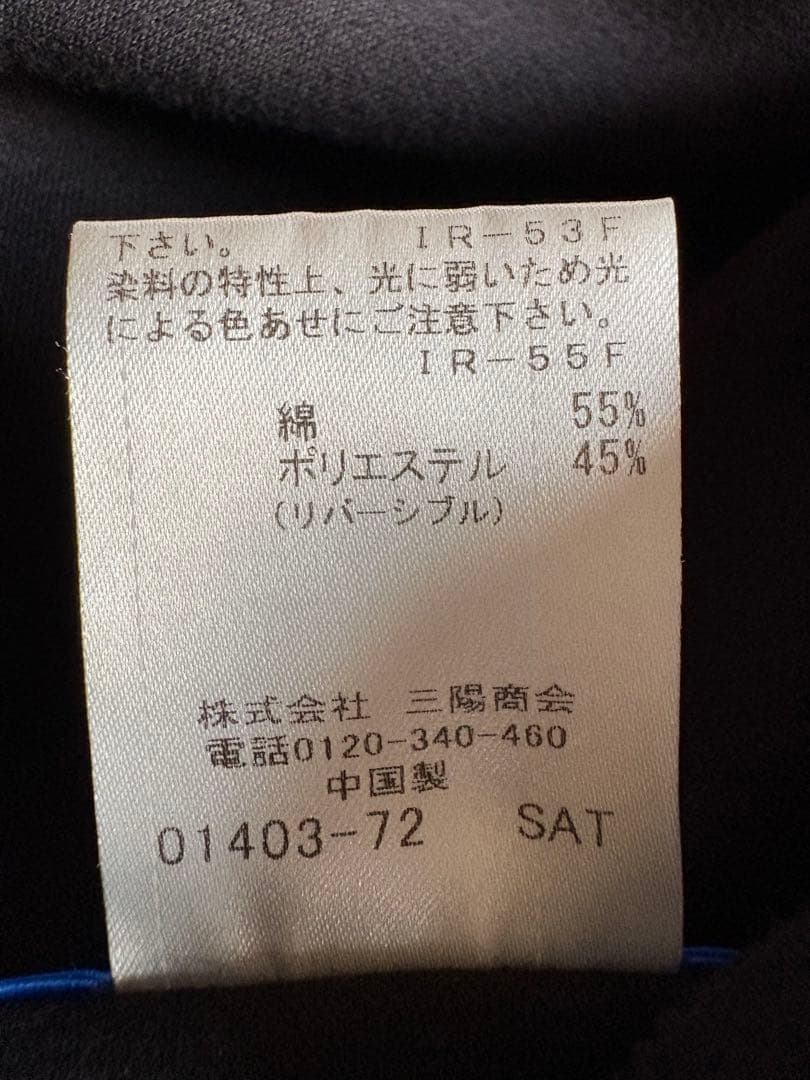 下さい。 IR-53F
染料の特性上、光に弱いため光
による色あせにご注意下さい。
IR-55F
綿 55%
ポリエステル 45%
(リバーシブル)
株式会社 三陽商会
電話0120-340-460
中国製
01403-72 SAT